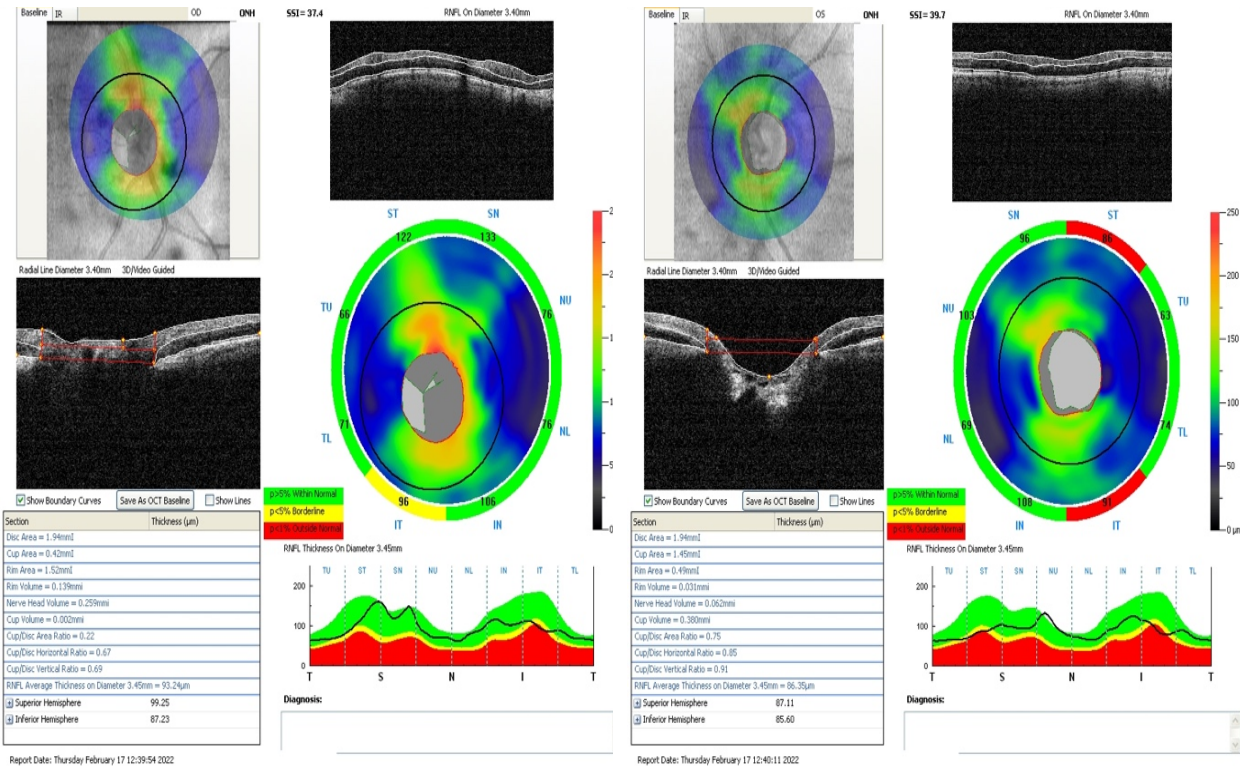 Baseline IR OD ONH
SSI= 37.4 RNFL On Diameter 3.40mm
Radial Line Diameter 3.40mm 3D/Video Guided
Show Boundary Curves Save As OCT Baseline Show Lines
Section Thickness (µm)
Disc Area = 1.94mmI
Cup Area = 0.42mmI
Rim Area = 1.52mmI
Rim Volume = 0.139mmi
Nerve Head Volume = 0.259mmi
Cup Volume = 0.002mmi
Cup/Disc Area Ratio = 0.22
Cup/Disc Horizontal Ratio = 0.67
Cup/Disc Vertical Ratio = 0.69
RNFL Average Thickness on Diameter 3.45mm = 93.24µm
Superior Hemisphere 99.25
Inferior Hemisphere 87.23
Report Date: Thursday February 17 12:39:54 2022
ST SN
122 133
TU NU
66 76
71 76
TL NL
96 106
IT IN
p>5% Within Normal
p<5% Borderline
p<1% Outside Normal
RNFL Thickness On Diameter 3.45mm
TU ST SN NU NL IN IT TL
200
100
0
T S N I T
Diagnosis:
Baseline IR OS ONH
SSI= 39.7 RNFL On Diameter 3.40mm
Radial Line Diameter 3.40mm 3D/Video Guided
Show Boundary Curves Save As OCT Baseline Show Lines
Section Thickness (µm)
Disc Area = 1.94mmI
Cup Area = 1.45mmI
Rim Area = 0.49mmI
Rim Volume = 0.031mmi
Nerve Head Volume = 0.062mmi
Cup Volume = 0.380mmi
Cup/Disc Area Ratio = 0.75
Cup/Disc Horizontal Ratio = 0.85
Cup/Disc Vertical Ratio = 0.91
RNFL Average Thickness on Diameter 3.45mm = 86.35µm
Superior Hemisphere 87.11
Inferior Hemisphere 85.60
Report Date: Thursday February 17 12:40:11 2022
SN ST
96 86
NU TU
103 63
69 74
NL TL
108 91
IN IT
250
200
150
100
50
0 µm
p>5% Within Normal
p<5% Borderline
p<1% Outside Normal
RNFL Thickness On Diameter 3.45mm
TU ST SN NU NL IN IT TL
200
100
0
T S N I T
Diagnosis: